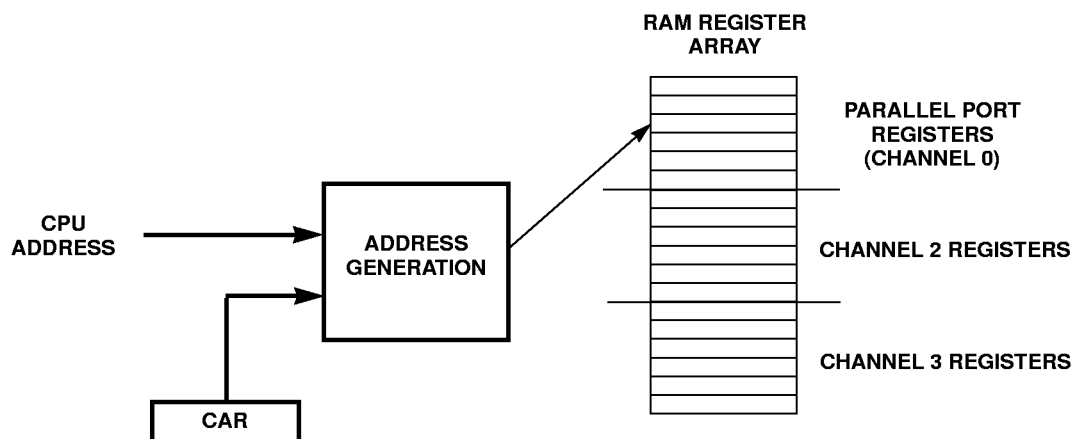 RAM REGISTER
ARRAY
PARALLEL PORT
REGISTERS
(CHANNEL 0)
CPU
ADDRESS
ADDRESS
GENERATION
CHANNEL 2 REGISTERS
CHANNEL 3 REGISTERS
CAR